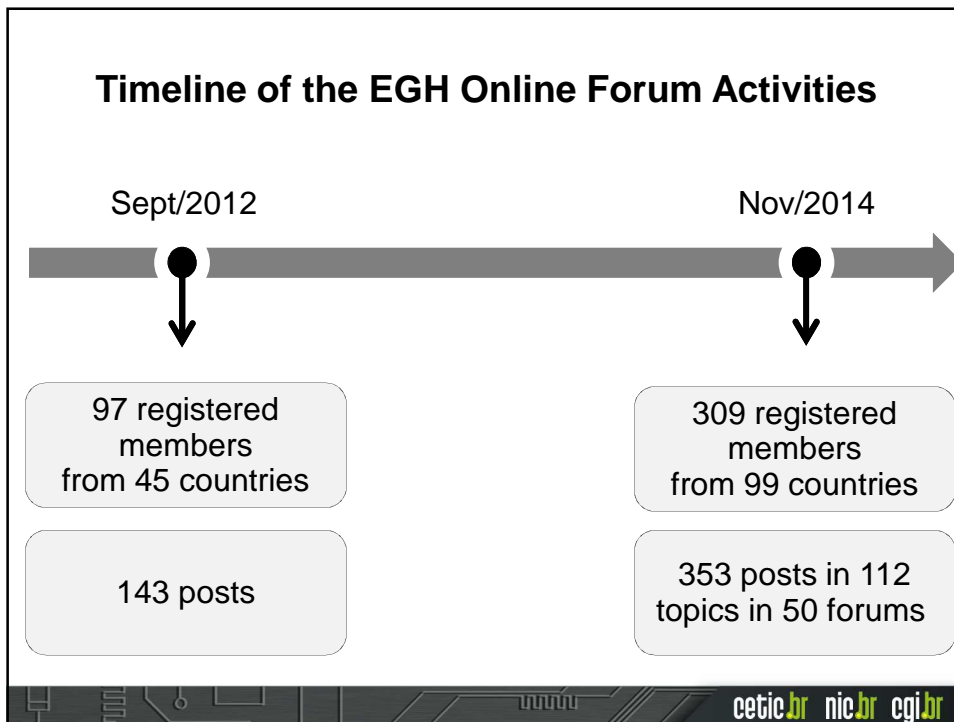 Timeline of the EGH Online Forum Activities
Sept/2012
Nov/2014
97 registered
members
from 45 countries
309 registered
members
from 99 countries
143 posts
353 posts in 112
topics in 50 forums
cetic.br nic.br cgi.br